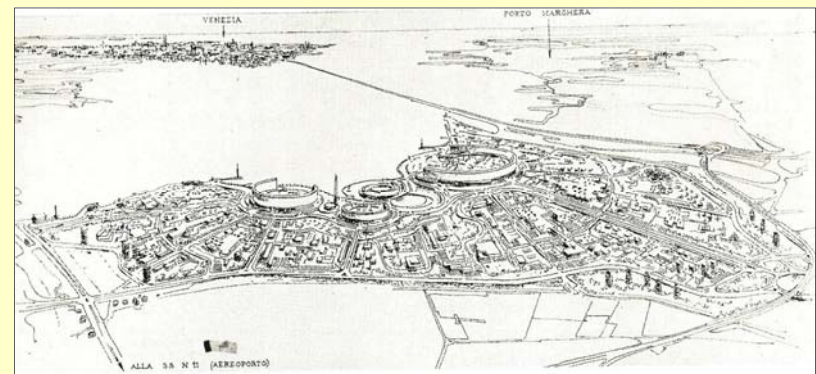 VENEZIA
PORTO MARGHERA
ALLA SS N 11 (AEREOPORTO)